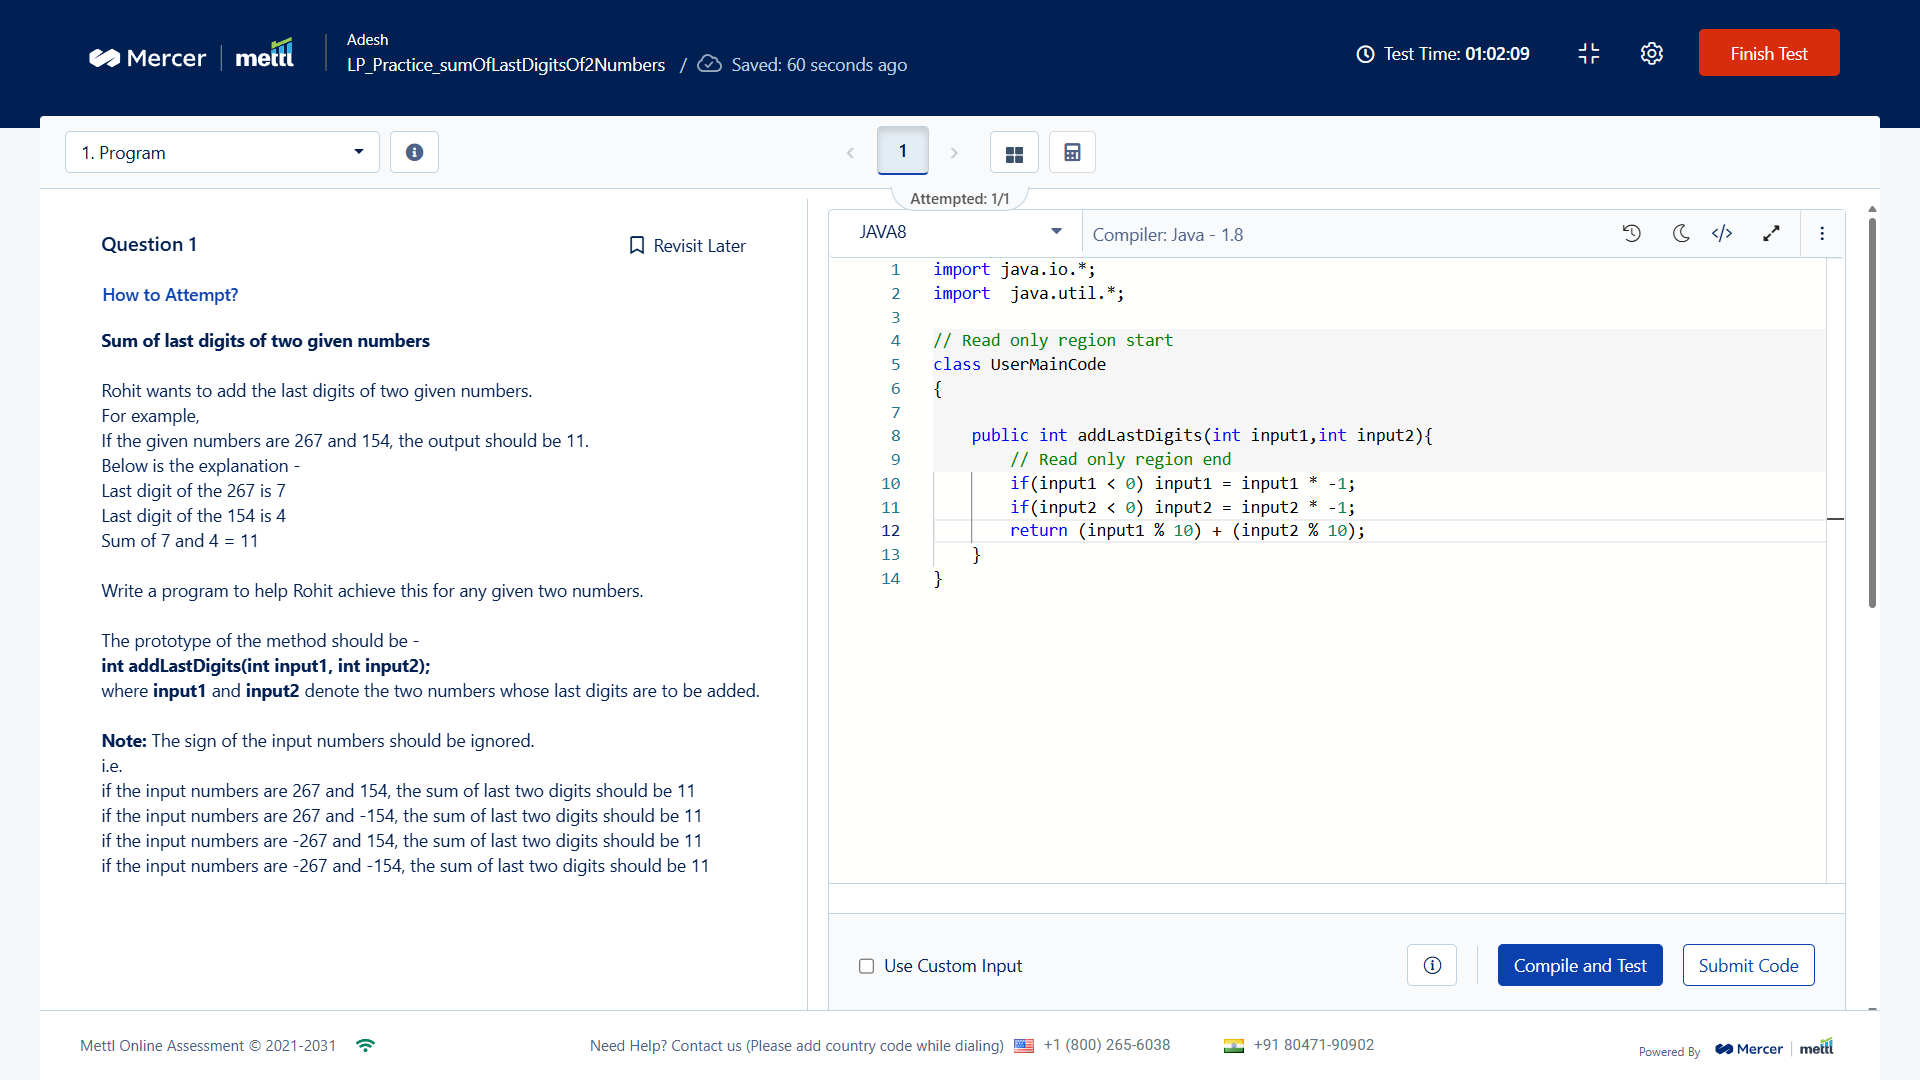 Mercer | mettl
Adesh
LP_Practice_sumOfLastDigitsOf2Numbers / Saved: 60 seconds ago
Test Time: 01:02:09
Finish Test
1. Program
1
Attempted: 1/1
Question 1
Revisit Later
How to Attempt?
Sum of last digits of two given numbers
Rohit wants to add the last digits of two given numbers.
For example,
If the given numbers are 267 and 154, the output should be 11.
Below is the explanation -
Last digit of the 267 is 7
Last digit of the 154 is 4
Sum of 7 and 4 = 11
Write a program to help Rohit achieve this for any given two numbers.
The prototype of the method should be -
int addLastDigits(int input1, int input2);
where input1 and input2 denote the two numbers whose last digits are to be added.
Note: The sign of the input numbers should be ignored.
i.e.
if the input numbers are 267 and 154, the sum of last two digits should be 11
if the input numbers are 267 and -154, the sum of last two digits should be 11
if the input numbers are -267 and 154, the sum of last two digits should be 11
if the input numbers are -267 and -154, the sum of last two digits should be 11
JAVA8
Compiler: Java - 1.8
1 import java.io.*;
2 import  java.util.*;
3
4 // Read only region start
5 class UserMainCode
6 {
7
8     public int addLastDigits(int input1,int input2){
9         // Read only region end
10         if(input1 < 0) input1 = input1 * -1;
11         if(input2 < 0) input2 = input2 * -1;
12         return (input1 % 10) + (input2 % 10);
13     }
14 }
Use Custom Input
Compile and Test
Submit Code
Mettl Online Assessment © 2021-2031
Need Help? Contact us (Please add country code while dialing) +1 (800) 265-6038
+91 80471-90902
Powered By Mercer | mettl